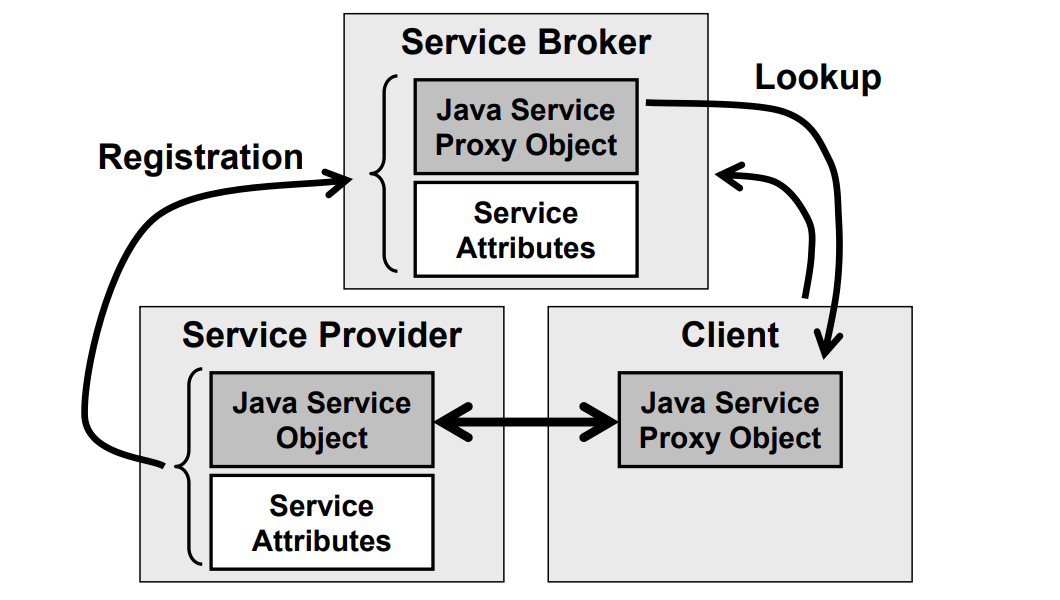 Service Broker
Lookup
Java Service
Proxy Object
Registration
Service
Attributes
Service Provider
Java Service
Object
Service
Attributes
Client
Java Service
Proxy Object